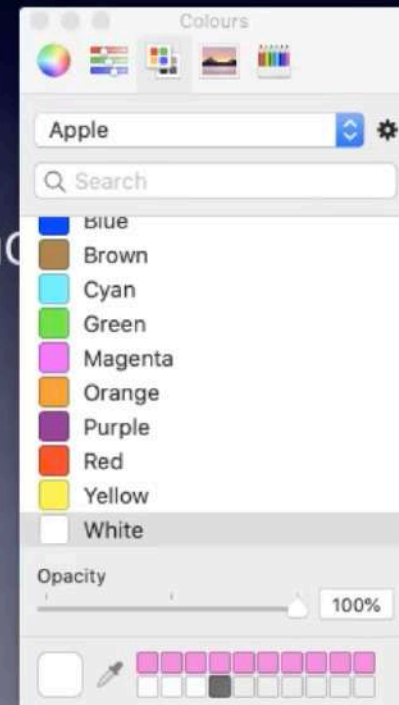 Colours
Apple
Search
Blue
Brown
Cyan
Green
Magenta
Orange
Purple
Red
Yellow
White
Opacity
100%